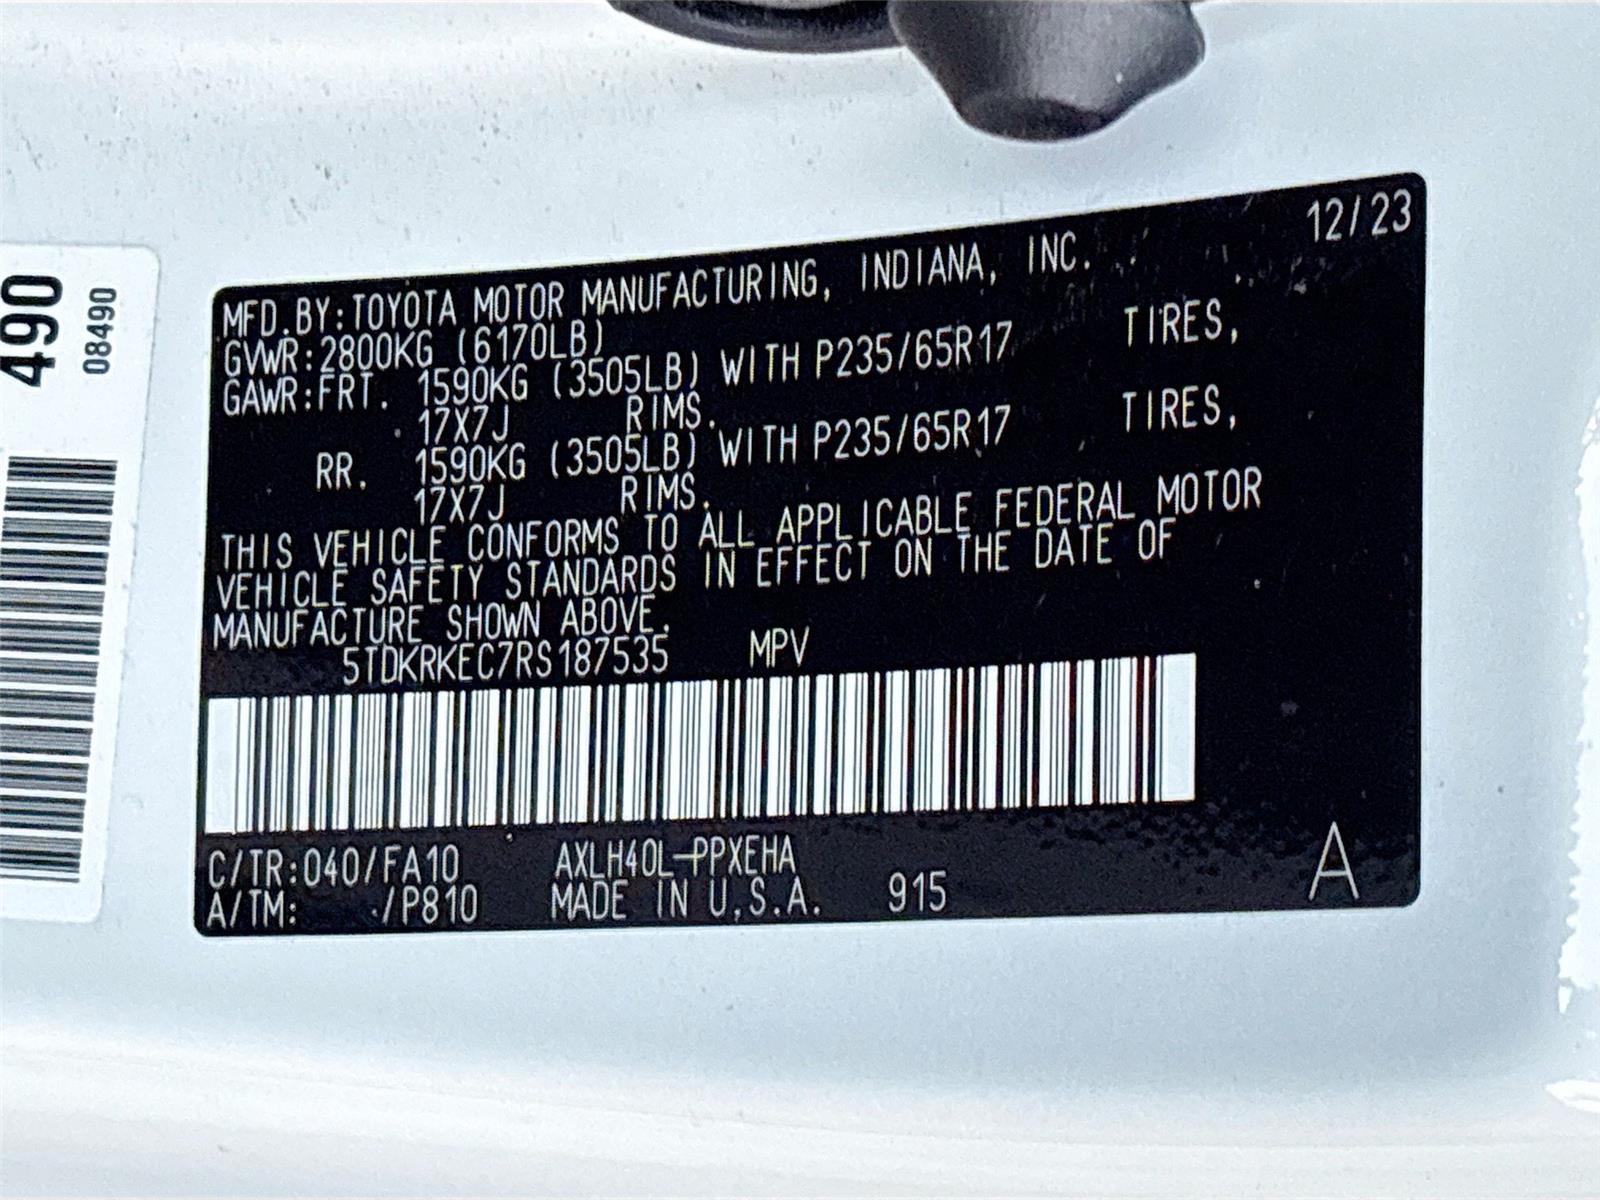 490
08490
12/23
MFD.BY:TOYOTA MOTOR MANUFACTURING, INDIANA, INC.
GVWR:2800KG (6170LB)
GAWR:FRT. 1590KG (3505LB) WITH P235/65R17 TIRES,
17X7J RIMS.
RR. 1590KG (3505LB) WITH P235/65R17 TIRES,
17X7J RIMS.
THIS VEHICLE CONFORMS TO ALL APPLICABLE FEDERAL MOTOR
VEHICLE SAFETY STANDARDS IN EFFECT ON THE DATE OF
MANUFACTURE SHOWN ABOVE.
5TDKRKEC7RS187535 MPV
C/TR:040/FA10 AXLH40L-PPXEHA
A/TM: /P810 MADE IN U.S.A. 915 A